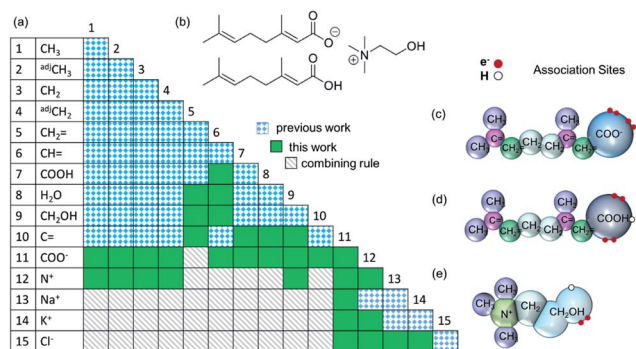 (a)
1
1 CH₃ 2
2 adjCH₃ 3
3 CH₂ 4
4 adjCH₂ 5
5 CH₂= 6
6 CH= 7
7 COOH 8
8 H₂O 9
9 CH₂OH 10
10 C= 11
11 COO⁻ 12
12 N⁺ 13
13 Na⁺ 14
14 K⁺ 15
15 Cl⁻
previous work
this work
combining rule
(b)
O
O
⊖
N
⊕
OH
O
OH
e⁻
H
Association Sites
(c)
CH₃ C= CH= CH₂ CH₂ CH₃ C= CH= COO⁻
CH₃
(d)
CH₃ C= CH= CH₂ CH₂ CH₃ C= CH= COOH
CH₃
(e)
CH₃
CH₃ N⁺ CH₂ CH₂OH
CH₃